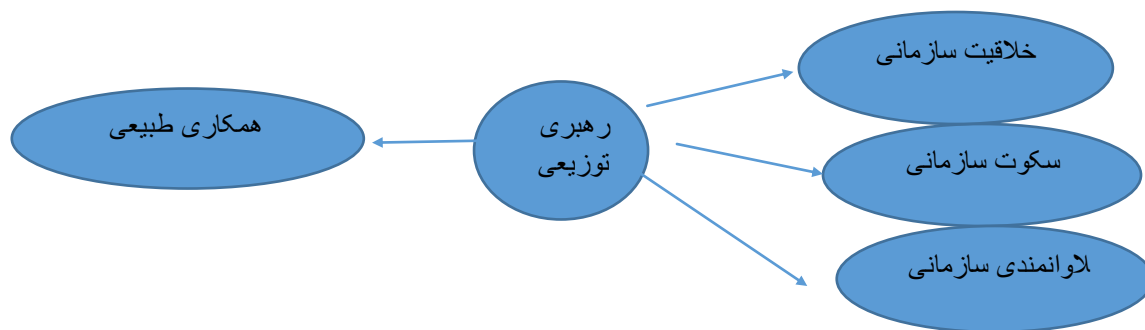 خلاقیت سازمانی
همکاری طبیعی
رهبری
توزیعی
سکوت سازمانی
لاوانمندی سازمانی